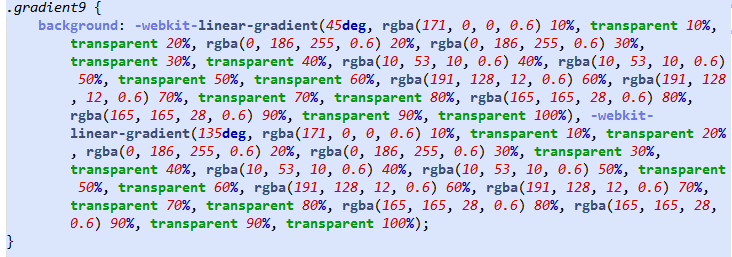 .gradient9 {
background: -webkit-linear-gradient(45deg, rgba(171, 0, 0, 0.6) 10%, transparent 10%,
transparent 20%, rgba(0, 186, 255, 0.6) 20%, rgba(0, 186, 255, 0.6) 30%,
transparent 30%, transparent 40%, rgba(10, 53, 10, 0.6) 40%, rgba(10, 53, 10, 0.6)
50%, transparent 50%, transparent 60%, rgba(191, 128, 12, 0.6) 60%, rgba(191, 128
, 12, 0.6) 70%, transparent 70%, transparent 80%, rgba(165, 165, 28, 0.6) 80%,
rgba(165, 165, 28, 0.6) 90%, transparent 90%, transparent 100%), -webkit-
linear-gradient(135deg, rgba(171, 0, 0, 0.6) 10%, transparent 10%, transparent 20%
, rgba(0, 186, 255, 0.6) 20%, rgba(0, 186, 255, 0.6) 30%, transparent 30%,
transparent 40%, rgba(10, 53, 10, 0.6) 40%, rgba(10, 53, 10, 0.6) 50%, transparent
50%, transparent 60%, rgba(191, 128, 12, 0.6) 60%, rgba(191, 128, 12, 0.6) 70%,
transparent 70%, transparent 80%, rgba(165, 165, 28, 0.6) 80%, rgba(165, 165, 28,
0.6) 90%, transparent 90%, transparent 100%);
}